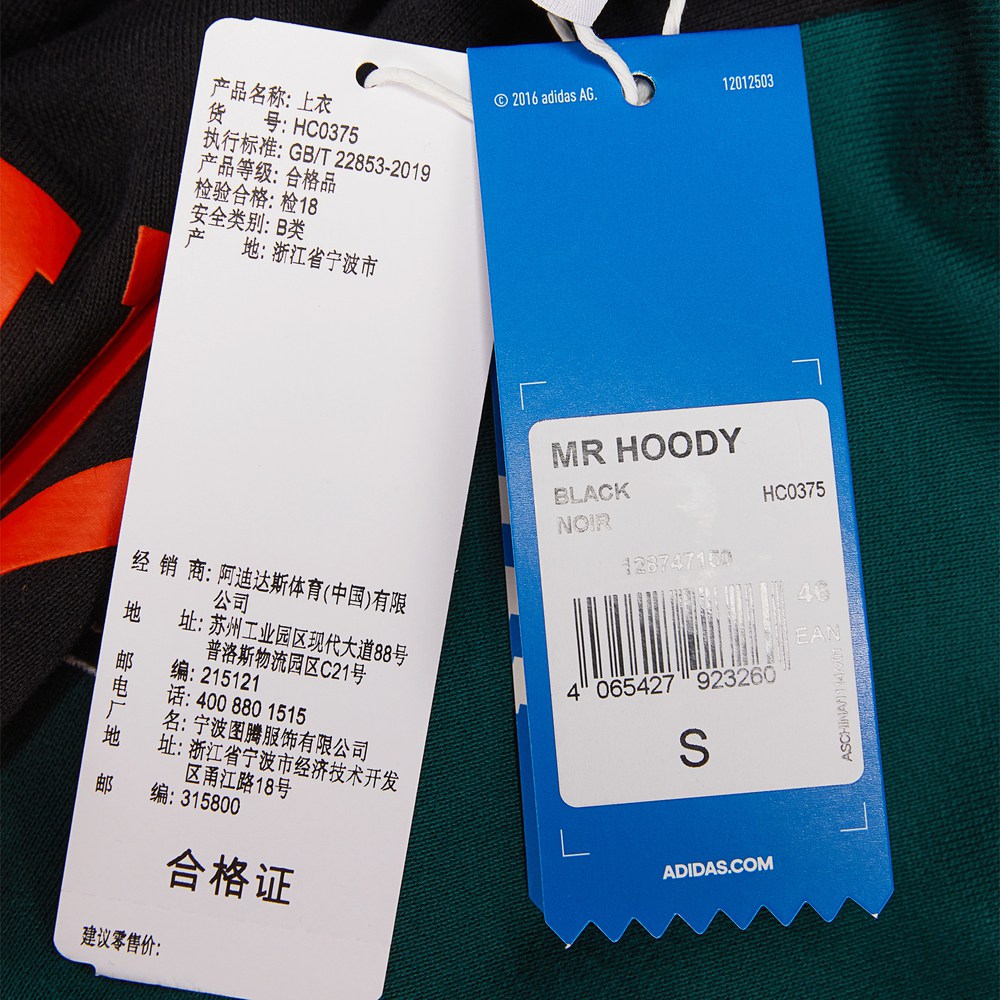 产品名称: 上衣
货 号: HC0375
执行标准: GB/T 22853-2019
产品等级: 合格品
检验合格: 检18
安全类别: B类
产 地: 浙江省宁波市
经 销 商: 阿迪达斯体育(中国)有限
公司
地 址: 苏州工业园区现代大道88号
普洛斯物流园区C21号
邮 编: 215121
电 话: 400 880 1515
厂 名: 宁波图腾服饰有限公司
地 址: 浙江省宁波市经济技术开发
区甬江路18号
邮 编: 315800
合格证
建议零售价:
© 2016 adidas AG.
12012503
MR HOODY
BLACK
HC0375
NOIR
46
EAN
4 065427 923260
S
ADIDAS.COM